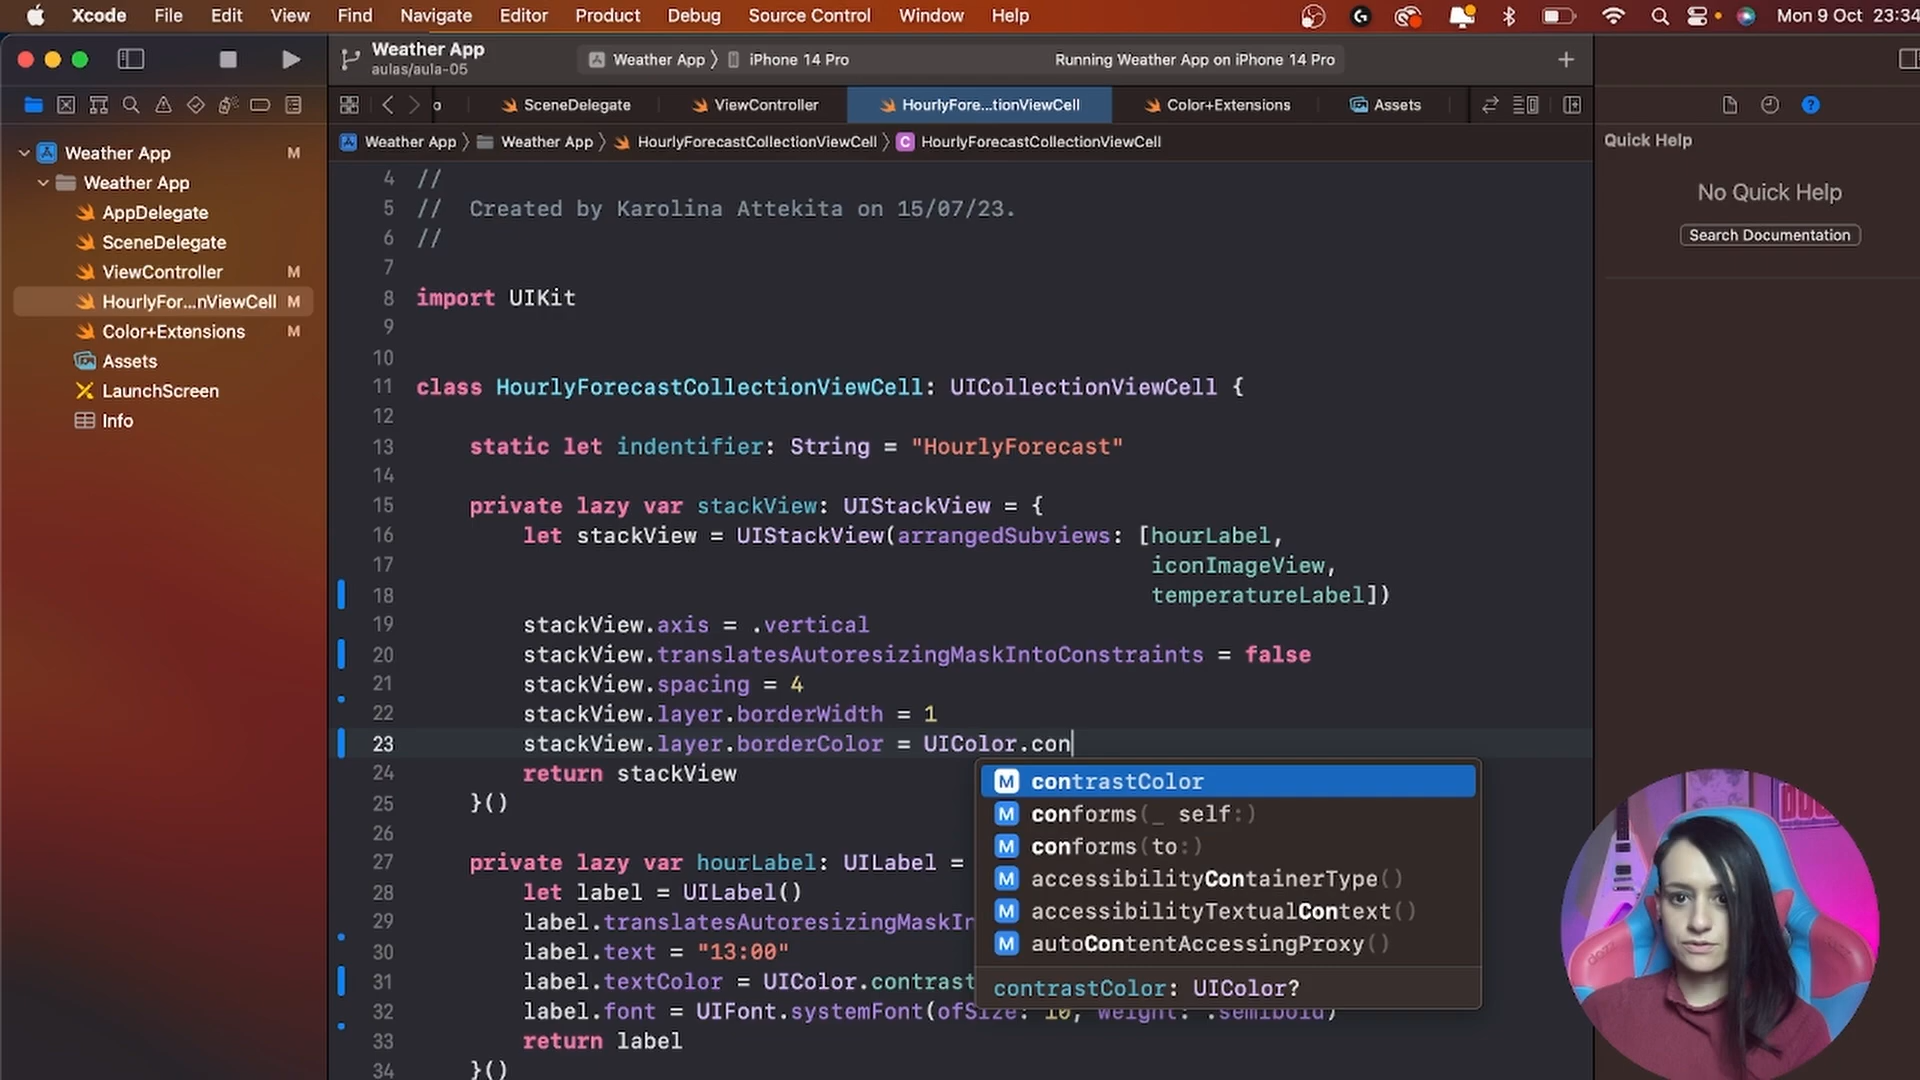 Xcode File Edit View Find Navigate Editor Product Debug Source Control Window Help Mon 9 Oct 23:34
Weather App
aulas/aula-05
Weather App 〉 iPhone 14 Pro
Running Weather App on iPhone 14 Pro
SceneDelegate
ViewController
HourlyFore...tionViewCell
Color+Extensions
Assets
Weather App 〉 Weather App 〉 HourlyForecastCollectionViewCell 〉 C HourlyForecastCollectionViewCell
Weather App M
Weather App
AppDelegate
SceneDelegate
ViewController M
HourlyFor...nViewCell M
Color+Extensions M
Assets
LaunchScreen
Info
4 //
5 //  Created by Karolina Attekita on 15/07/23.
6 //
7
8 import UIKit
9
10
11 class HourlyForecastCollectionViewCell: UICollectionViewCell {
12
13 static let indentifier: String = "HourlyForecast"
14
15 private lazy var stackView: UIStackView = {
16 let stackView = UIStackView(arrangedSubviews: [hourLabel,
17 iconImageView,
18 temperatureLabel])
19 stackView.axis = .vertical
20 stackView.translatesAutoresizingMaskIntoConstraints = false
21 stackView.spacing = 4
22 stackView.layer.borderWidth = 1
23 stackView.layer.borderColor = UIColor.con
24 return stackView
25 }()
26
27 private lazy var hourLabel: UILabel =
28 let label = UILabel()
29 label.translatesAutoresizingMaskIn
30 label.text = "13:00"
31 label.textColor = UIColor.contrast
32 label.font = UIFont.systemFont(ofSize: 10, weight: .semibold)
33 return label
34 }()
M contrastColor
M conforms(_ self:)
M conforms(to:)
M accessibilityContainerType()
M accessibilityTextualContext()
M autoContentAccessingProxy()
contrastColor: UIColor?
Quick Help
No Quick Help
Search Documentation